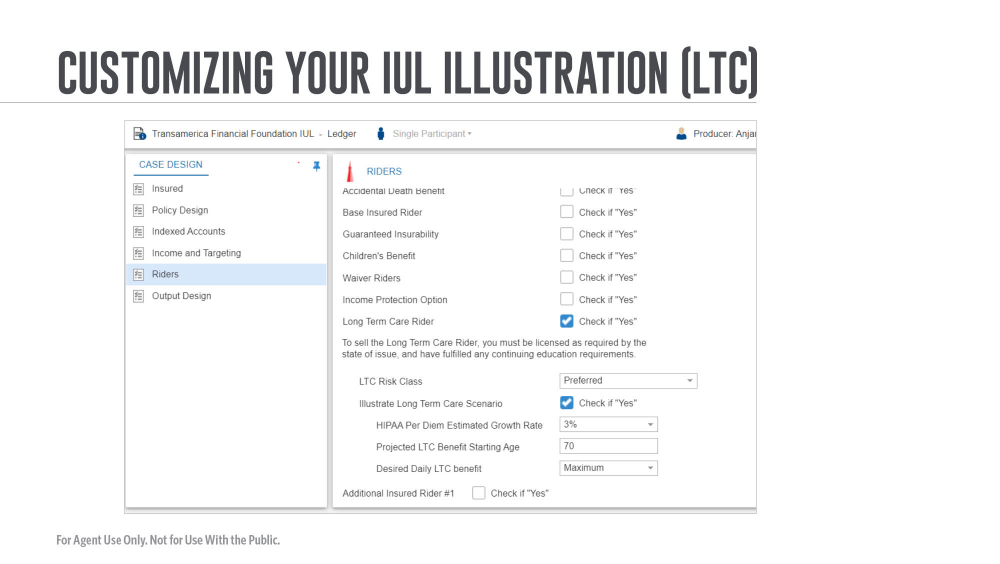 CUSTOMIZING YOUR IUL ILLUSTRATION (LTC)
Transamerica Financial Foundation IUL - Ledger
Single Participant
Producer: Anja
CASE DESIGN
Insured
Policy Design
Indexed Accounts
Income and Targeting
Riders
Output Design
RIDERS
Accidental Death Benefit Check if "Yes"
Base Insured Rider Check if "Yes"
Guaranteed Insurability Check if "Yes"
Children's Benefit Check if "Yes"
Waiver Riders Check if "Yes"
Income Protection Option Check if "Yes"
Long Term Care Rider Check if "Yes"
To sell the Long Term Care Rider, you must be licensed as required by the
state of issue, and have fulfilled any continuing education requirements.
LTC Risk Class Preferred
Illustrate Long Term Care Scenario Check if "Yes"
HIPAA Per Diem Estimated Growth Rate 3%
Projected LTC Benefit Starting Age 70
Desired Daily LTC benefit Maximum
Additional Insured Rider #1 Check if "Yes"
For Agent Use Only. Not for Use With the Public.